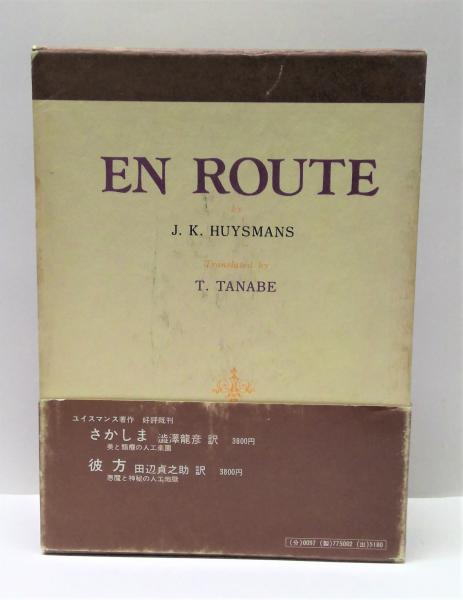 EN ROUTE
by
J. K. HUYSMANS
Translated by
T. TANABE
ユイスマンス著作 好評既刊
さかしま 澁澤龍彦 訳 3800円
美と頽廃の人工楽園
彼方 田辺貞之助 訳 3800円
悪魔と神秘の人工地獄
(分)0097 (製)775002 (出)5180